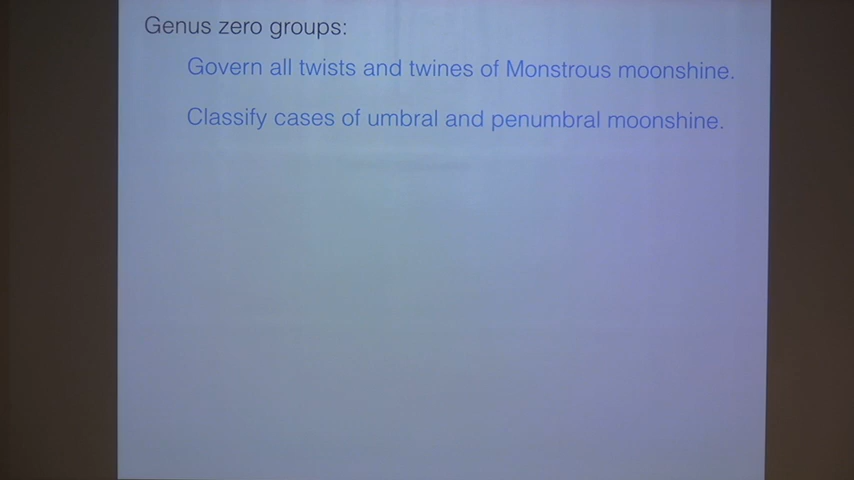 Genus zero groups:
Govern all twists and twines of Monstrous moonshine.
Classify cases of umbral and penumbral moonshine.